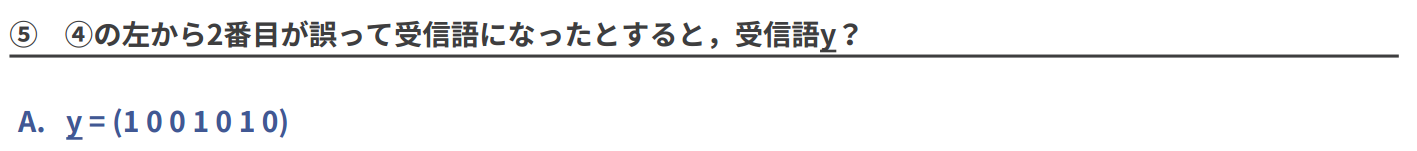 ⑤　④の左から2番目が誤って受信語になったとすると，受信語y？
A. y = (1 0 0 1 0 1 0)